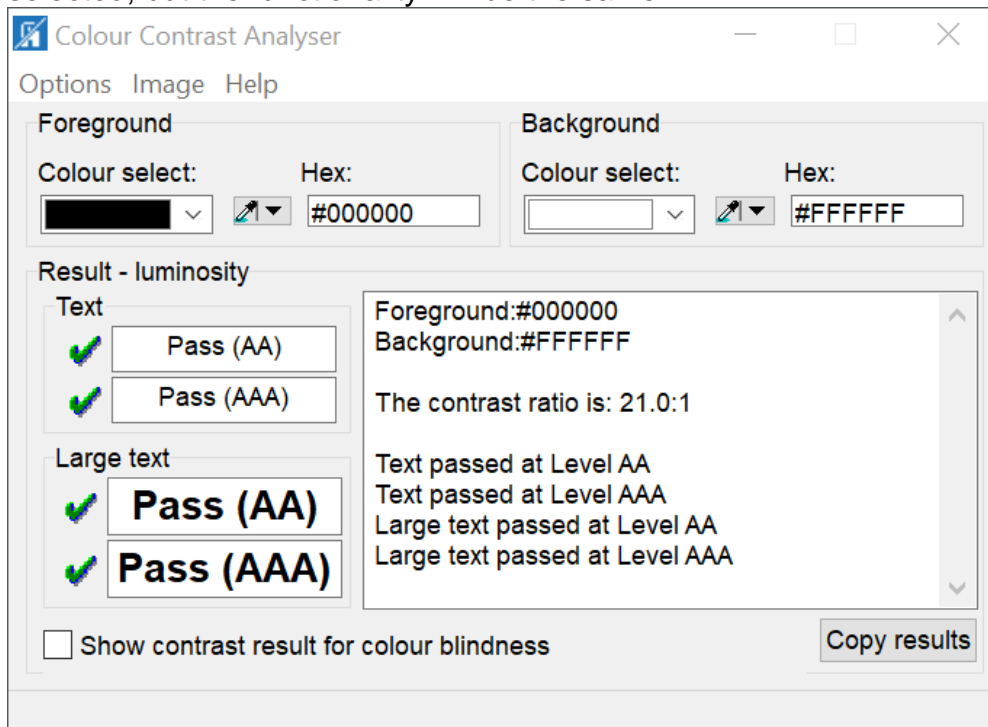 Colour Contrast Analyser
Options Image Help
Foreground
Colour select: Hex:
#000000
Background
Colour select: Hex:
#FFFFFF
Result - luminosity
Text
Pass (AA)
Pass (AAA)
Large text
Pass (AA)
Pass (AAA)
Foreground:#000000
Background:#FFFFFF
The contrast ratio is: 21.0:1
Text passed at Level AA
Text passed at Level AAA
Large text passed at Level AA
Large text passed at Level AAA
Show contrast result for colour blindness
Copy results